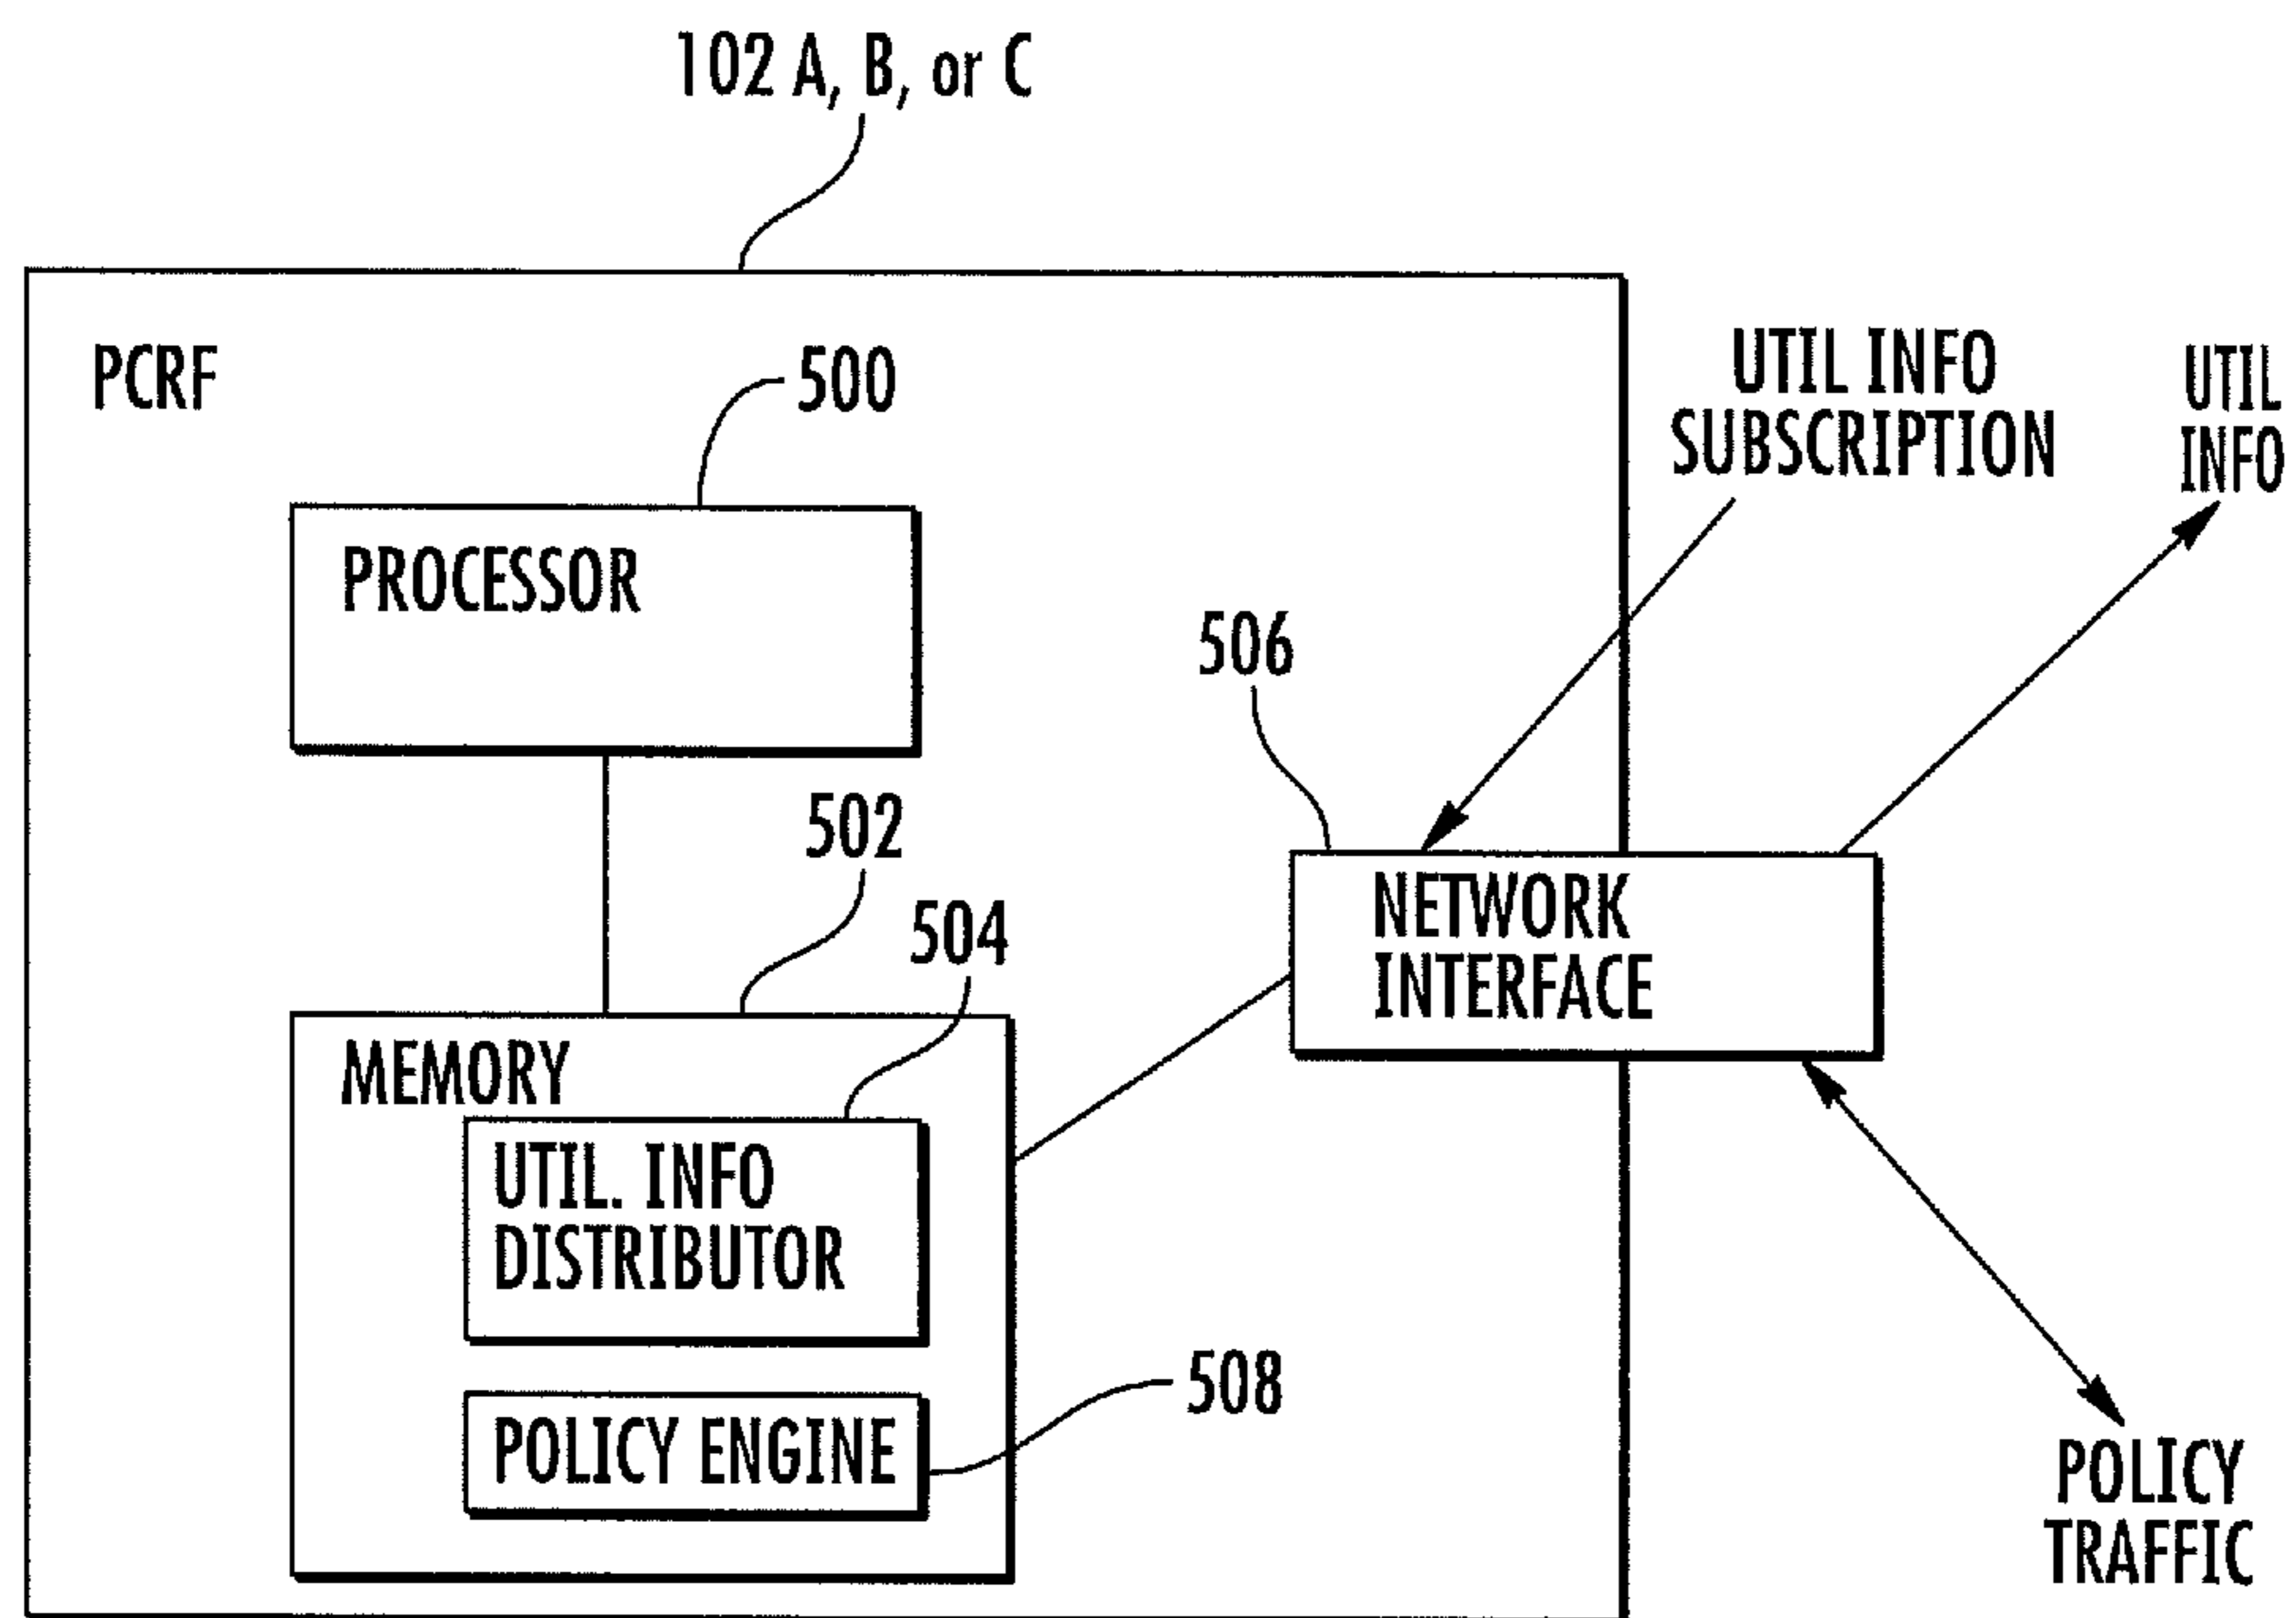 102 A, B, or C
PCRF
500
UTIL INFO
SUBSCRIPTION
UTIL
INFO
PROCESSOR
506
502
504
NETWORK
INTERFACE
MEMORY
UTIL. INFO
DISTRIBUTOR
508
POLICY ENGINE
POLICY
TRAFFIC